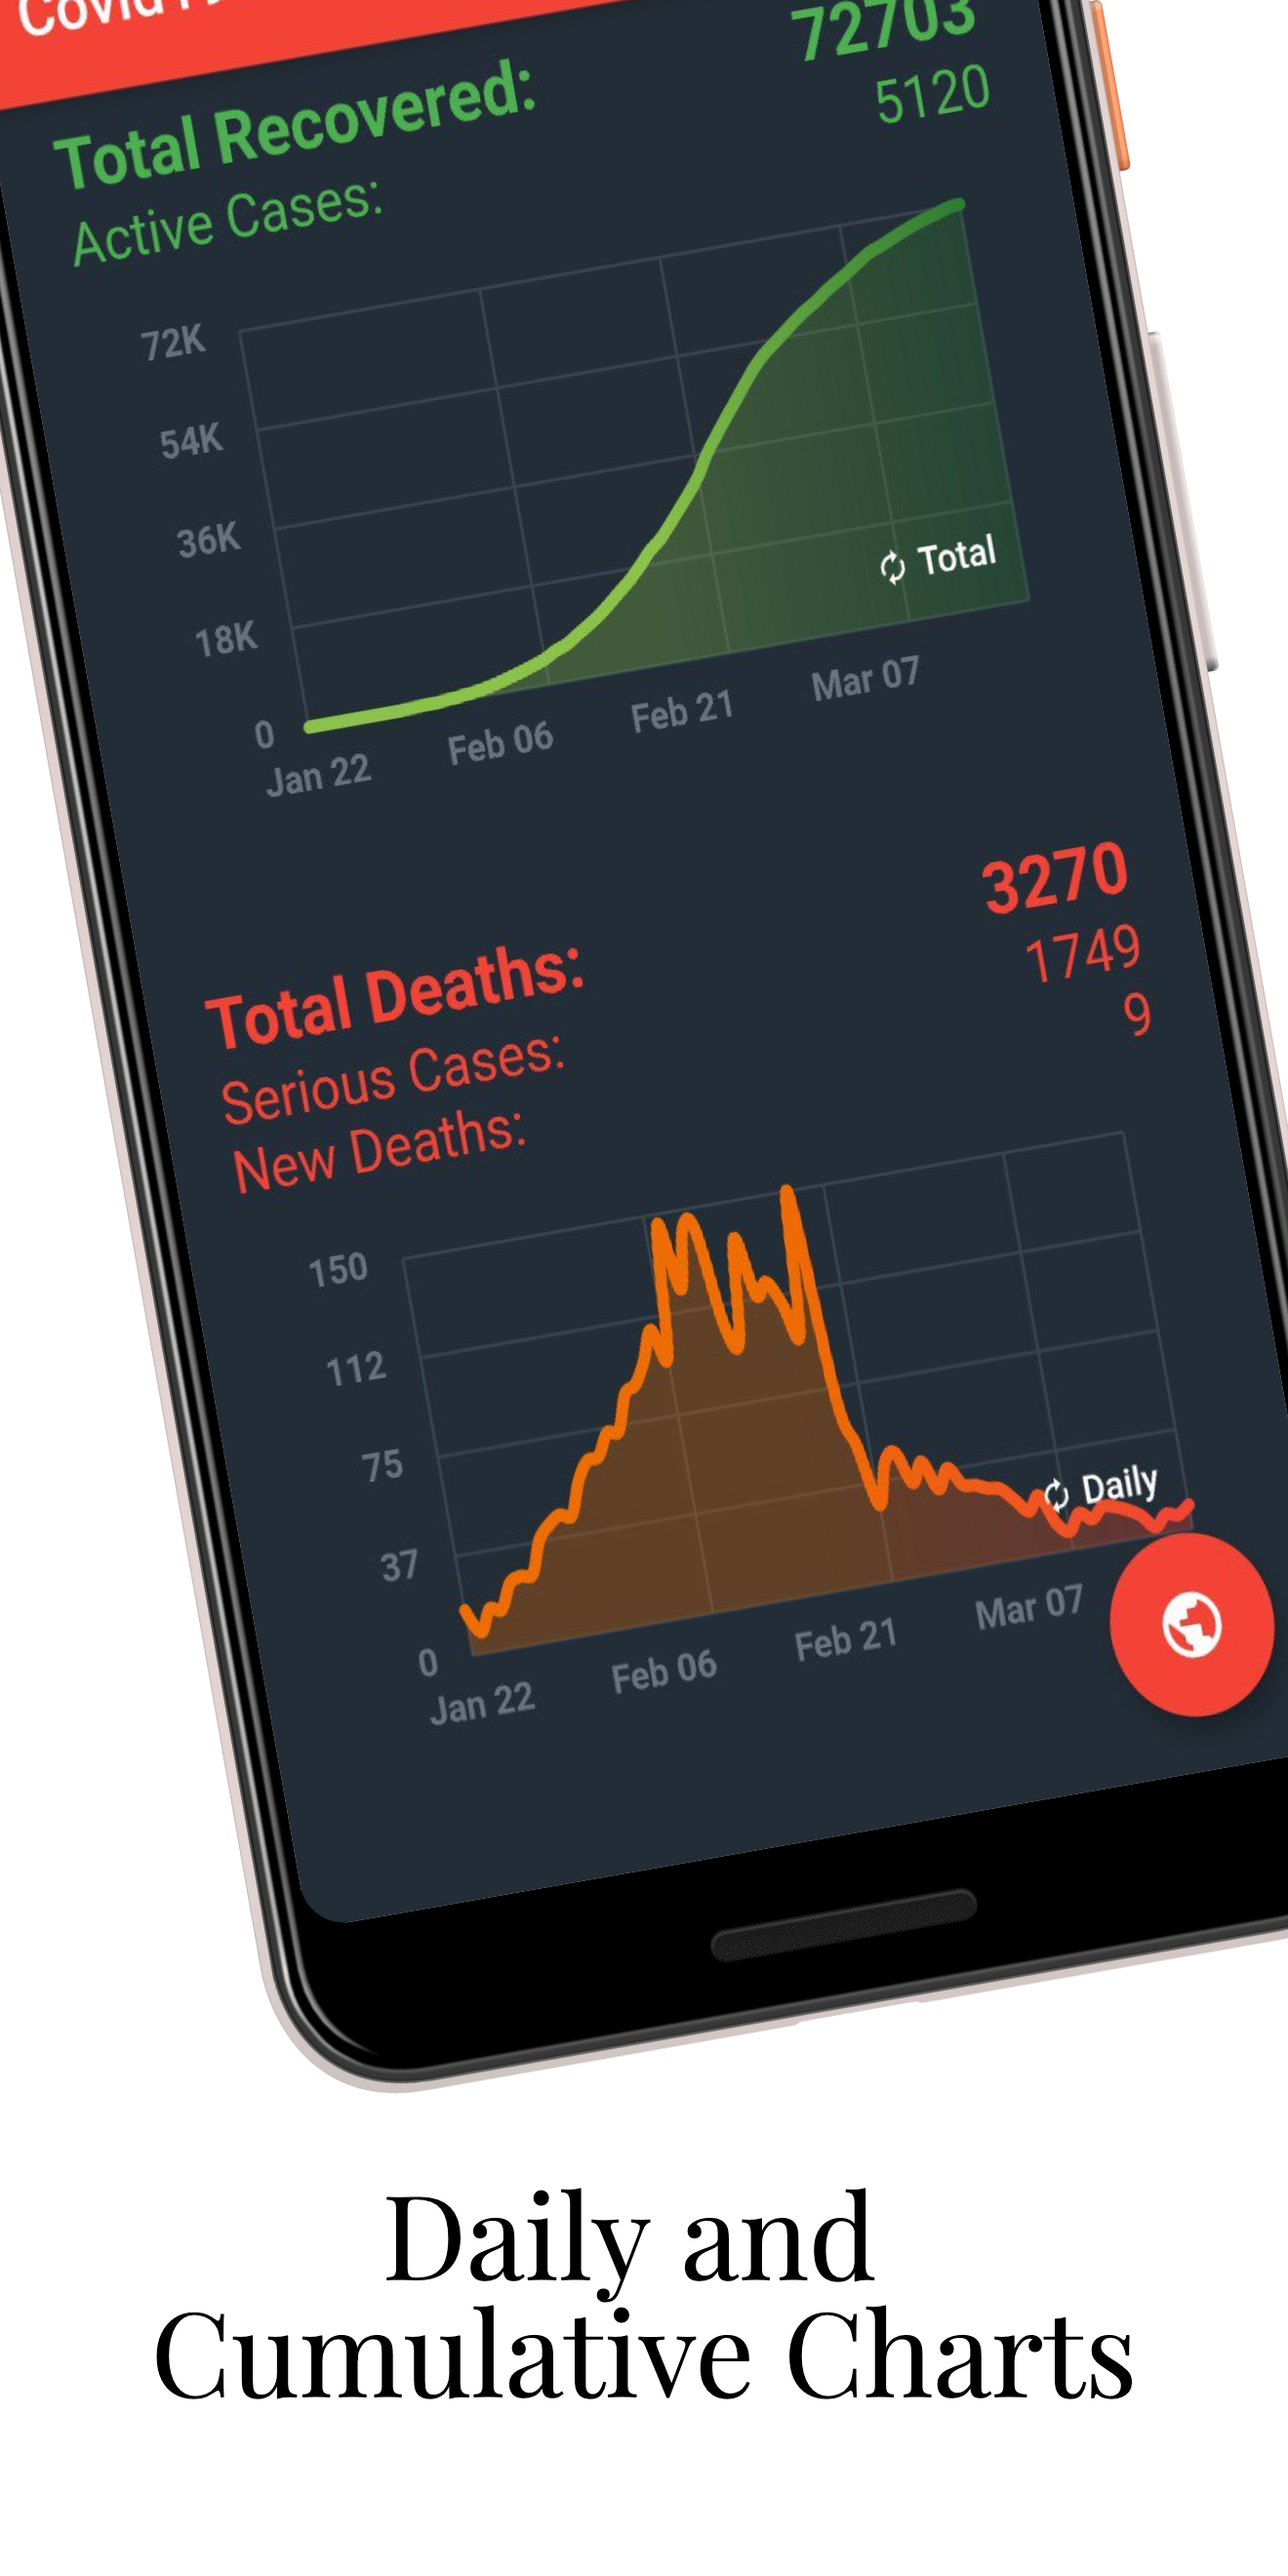 72703
Total Recovered:
5120
Active Cases:
72K
54K
36K
18K
0
Total
Jan 22 Feb 06 Feb 21 Mar 07
3270
Total Deaths:
1749
Serious Cases:
9
New Deaths:
150
112
75
37
0
Daily
Jan 22 Feb 06 Feb 21 Mar 07
Daily and
Cumulative Charts